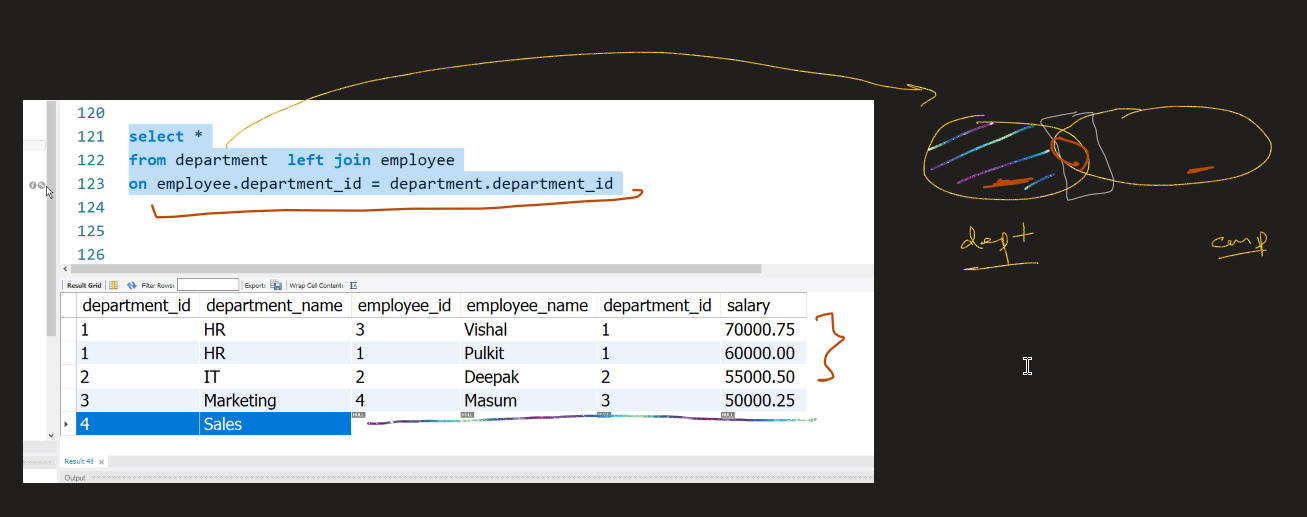 120
121 select *
122 from department left join employee
123 on employee.department_id = department.department_id
124
125
126
dept
emp
Result Grid Filter Rows: Export: Wrap Cell Content:
department_id department_name employee_id employee_name department_id salary
1 HR 3 Vishal 1 70000.75
1 HR 1 Pulkit 1 60000.00
2 IT 2 Deepak 2 55000.50
3 Marketing 4 Masum 3 50000.25
4 Sales NULL NULL NULL NULL
Result 48 x
Output